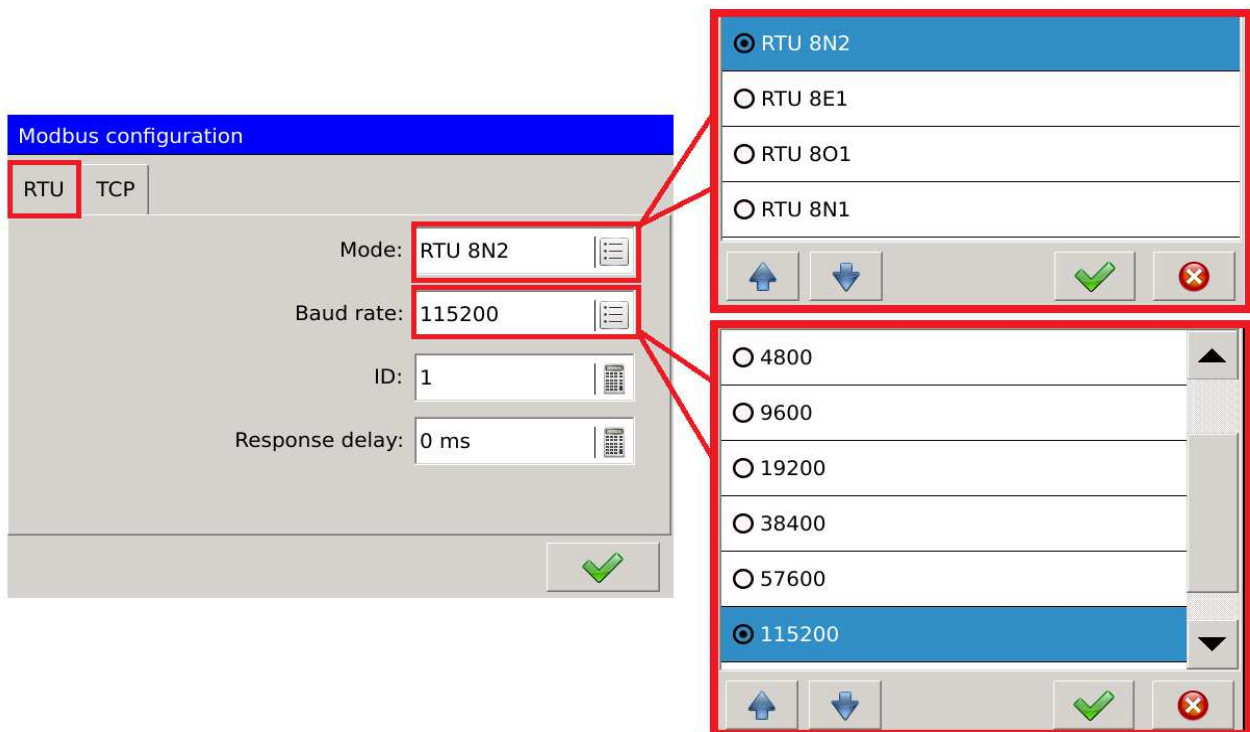 Modbus configuration
RTU TCP
Mode: RTU 8N2
Baud rate: 115200
ID: 1
Response delay: 0 ms
RTU 8N2
RTU 8E1
RTU 8O1
RTU 8N1
4800
9600
19200
38400
57600
115200